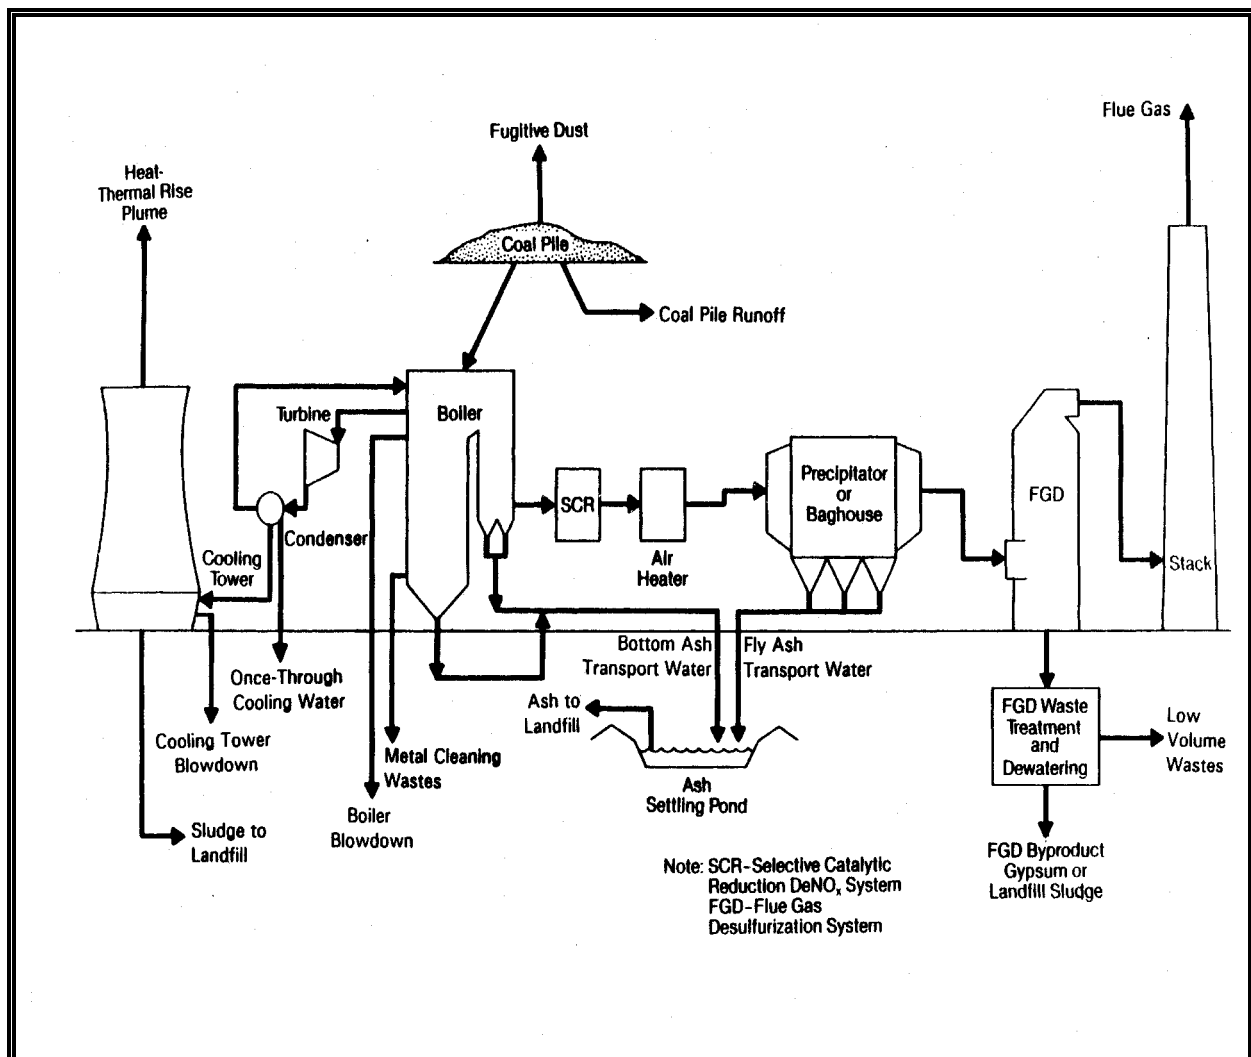 Flue Gas
Fugitive Dust
Heat-
Thermal Rise
Plume
Coal Pile
Coal Pile Runoff
Turbine
Boiler
Condenser
Cooling
Tower
SCR
Air
Heater
Precipitator
or
Baghouse
FGD
Stack
Once-Through
Cooling Water
Cooling Tower
Blowdown
Sludge to
Landfill
Boiler
Blowdown
Metal Cleaning
Wastes
Bottom Ash
Transport Water
Fly Ash
Transport Water
Ash to
Landfill
Ash
Settling Pond
FGD Waste
Treatment
and
Dewatering
Low
Volume
Wastes
FGD Byproduct
Gypsum or
Landfill Sludge
Note: SCR-Selective Catalytic
Reduction DeNOx System
FGD-Flue Gas
Desulfurization System